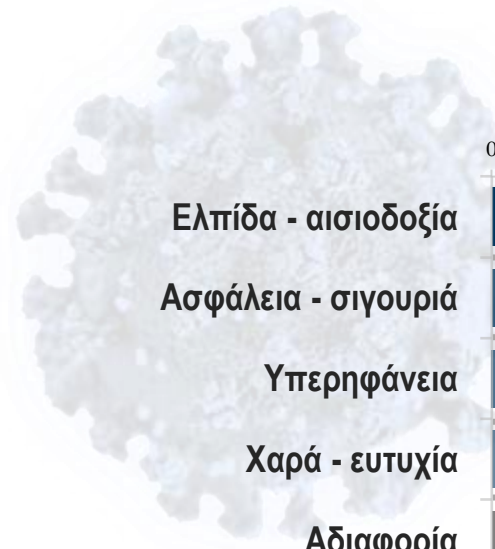 0
Ελπίδα - αισιοδοξία
Ασφάλεια - σιγουριά
Υπερηφάνεια
Χαρά - ευτυχία
Αδιαφορία